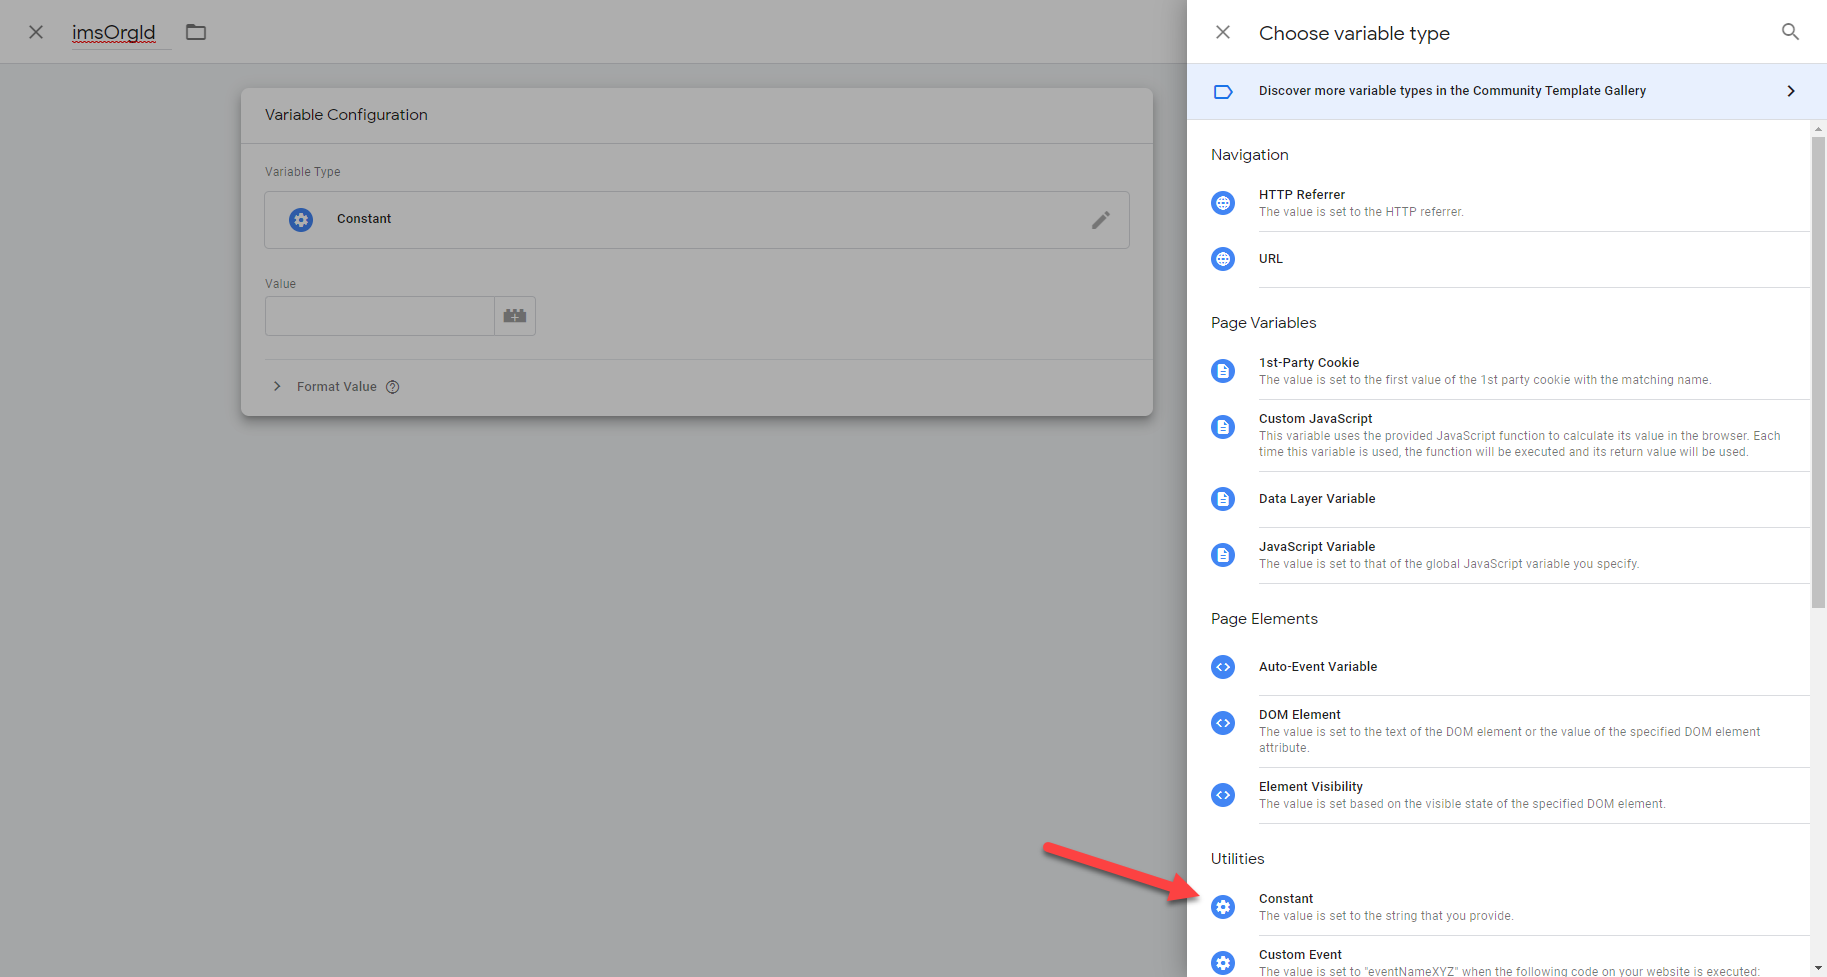 imsOrgId
Variable Configuration
Variable Type
Constant
Value
Format Value
Choose variable type
Discover more variable types in the Community Template Gallery
Navigation
HTTP Referrer
The value is set to the HTTP referrer.
URL
Page Variables
1st-Party Cookie
The value is set to the first value of the 1st party cookie with the matching name.
Custom JavaScript
This variable uses the provided JavaScript function to calculate its value in the browser. Each
time this variable is used, the function will be executed and its return value will be used.
Data Layer Variable
JavaScript Variable
The value is set to that of the global JavaScript variable you specify.
Page Elements
Auto-Event Variable
DOM Element
The value is set to the text of the DOM element or the value of the specified DOM element
attribute.
Element Visibility
The value is set based on the visible state of the specified DOM element.
Utilities
Constant
The value is set to the string that you provide.
Custom Event
The value is set to "eventNameXYZ" when the following code on your website is executed: